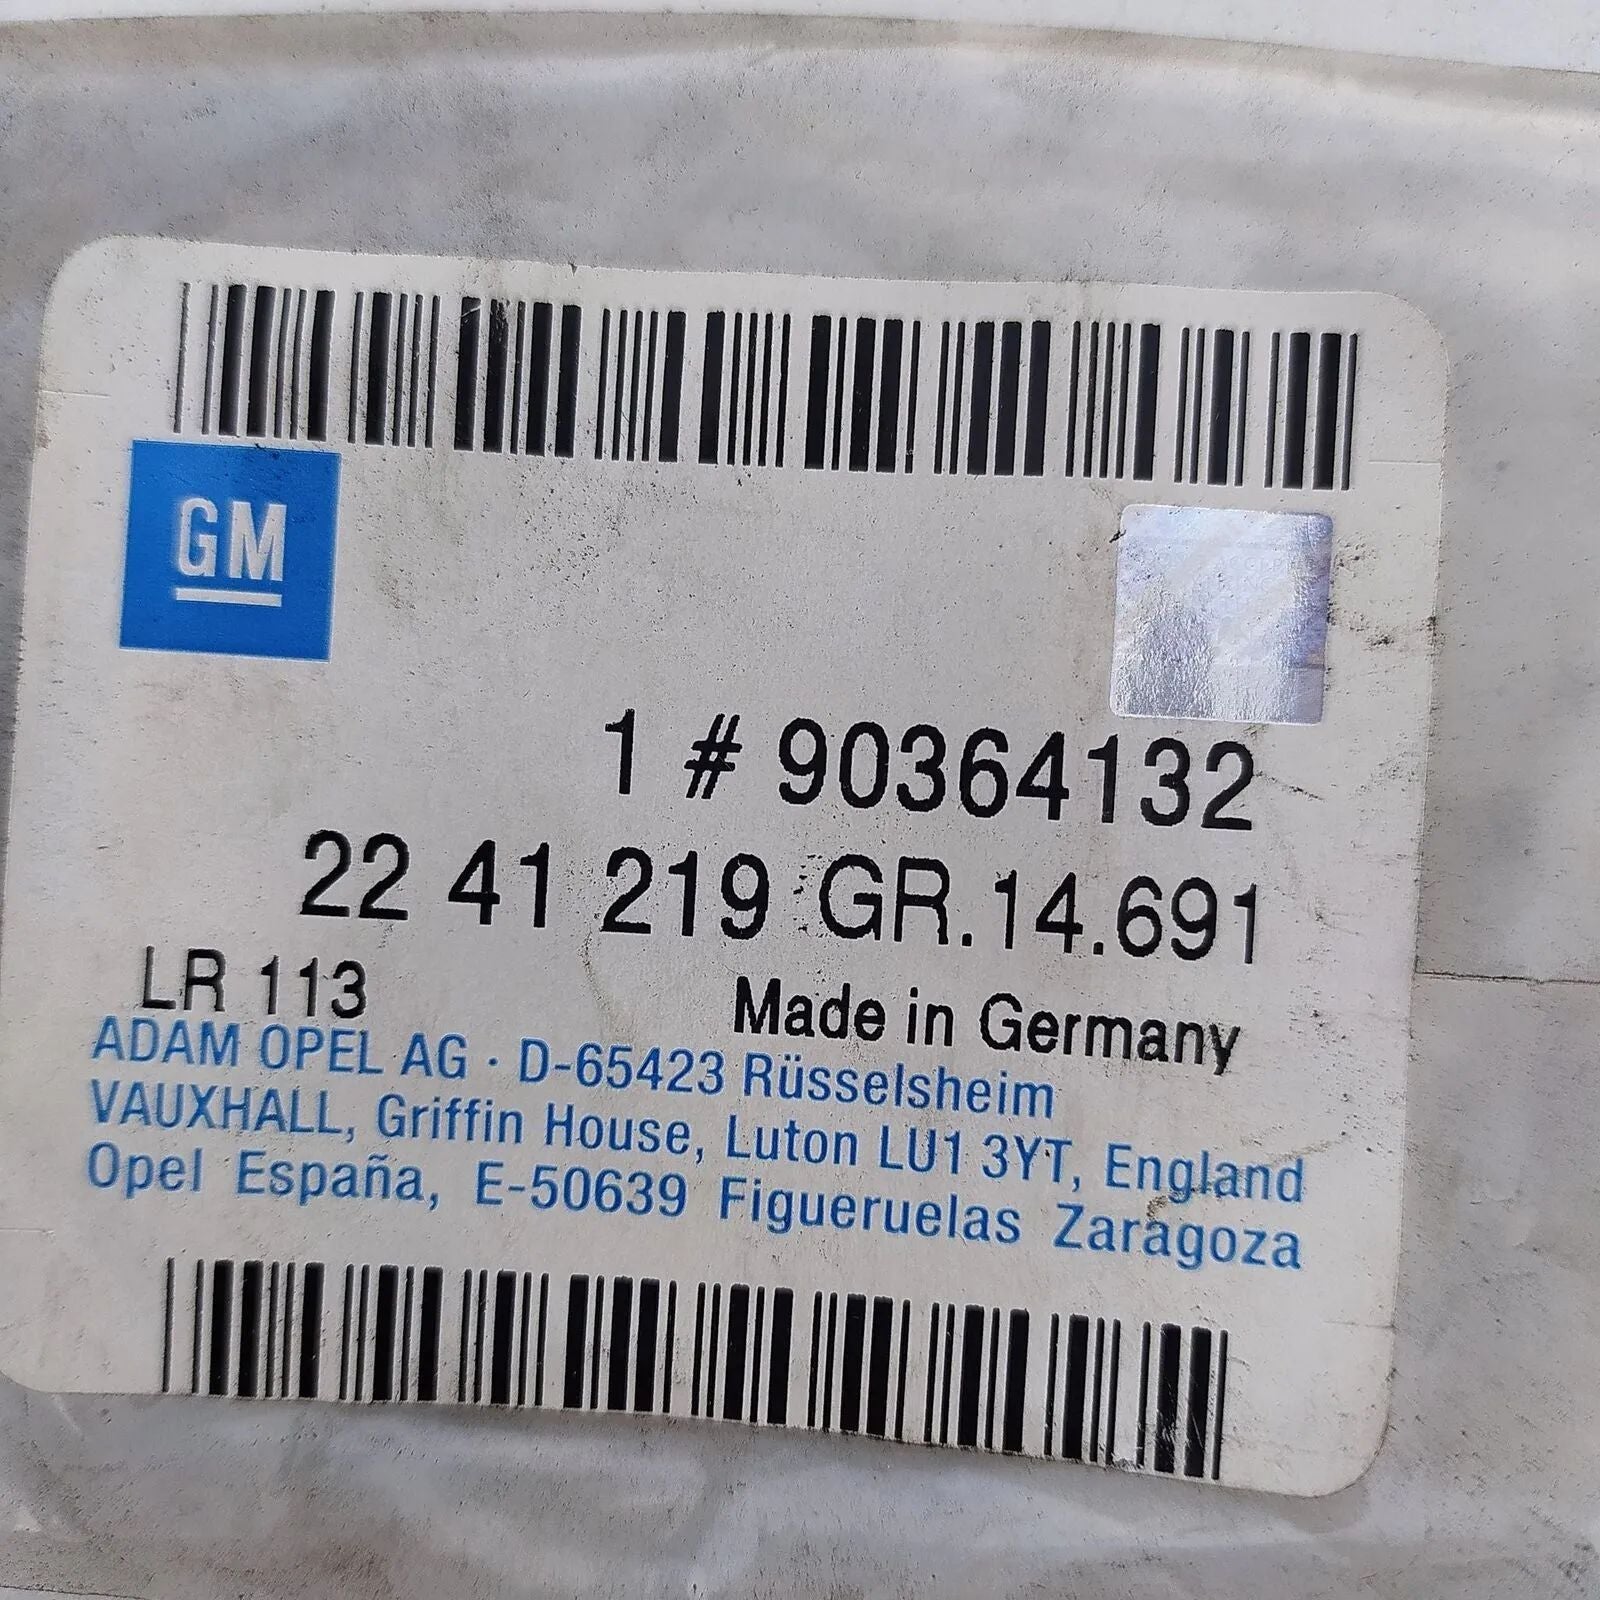 GM
1 # 90364132
22 41 219 GR.14.691
LR 113 Made in Germany
ADAM OPEL AG · D-65423 Rüsselsheim
VAUXHALL, Griffin House, Luton LU1 3YT, England
Opel España, E-50639 Figueruelas Zaragoza